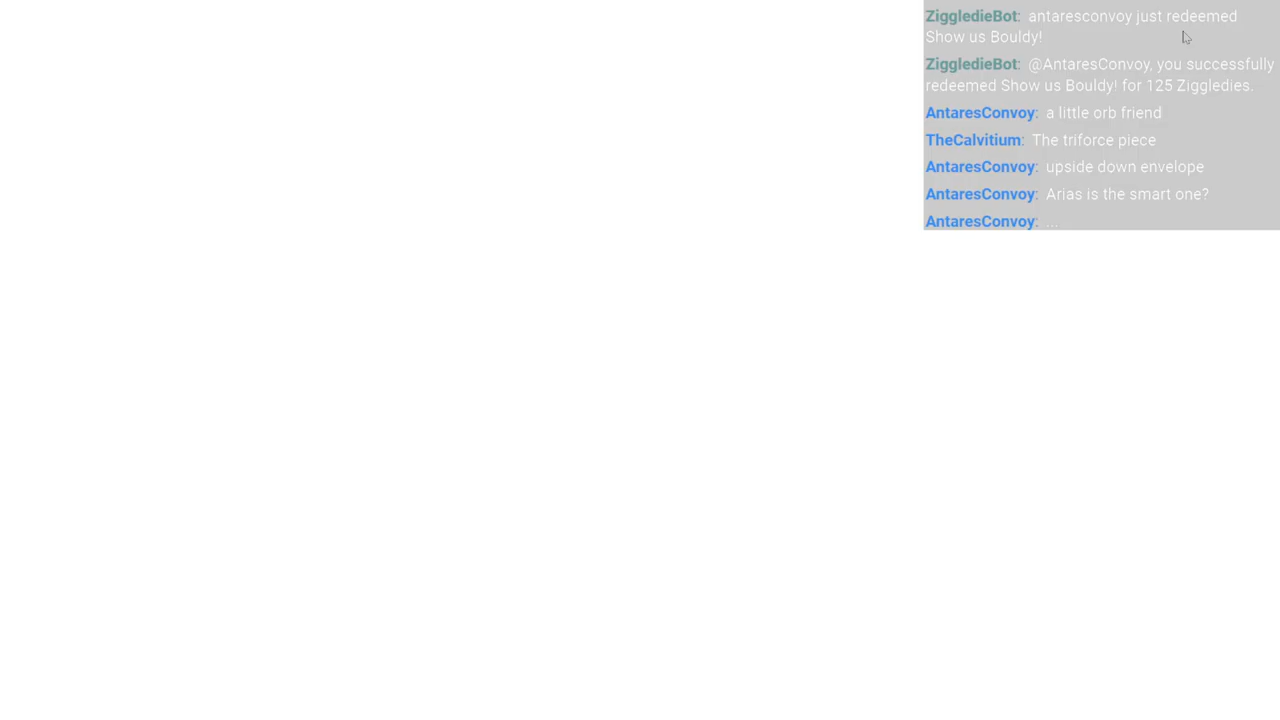 ZiggledieBot: antaresconvoy just redeemed
Show us Bouldy!
ZiggledieBot: @AntaresConvoy, you successfully
redeemed Show us Bouldy! for 125 Ziggledies.
AntaresConvoy: a little orb friend
TheCalvitium: The triforce piece
AntaresConvoy: upside down envelope
AntaresConvoy: Arias is the smart one?
AntaresConvoy: ...